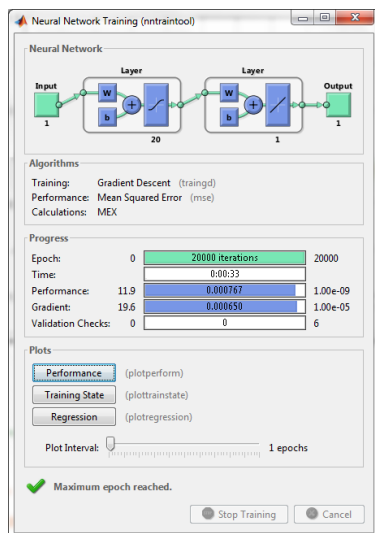 Neural Network Training (nntraintool)
Neural Network
Layer Layer
Input Output
W W
b b
1 20 1 1
Algorithms
Training: Gradient Descent (traingd)
Performance: Mean Squared Error (mse)
Calculations: MEX
Progress
Epoch: 0 20000 iterations 20000
Time: 0:00:33
Performance: 11.9 0.000767 1.00e-09
Gradient: 19.6 0.000650 1.00e-05
Validation Checks: 0 0 6
Plots
Performance (plotperform)
Training State (plottrainstate)
Regression (plotregression)
Plot Interval: 1 epochs
Maximum epoch reached.
Stop Training Cancel